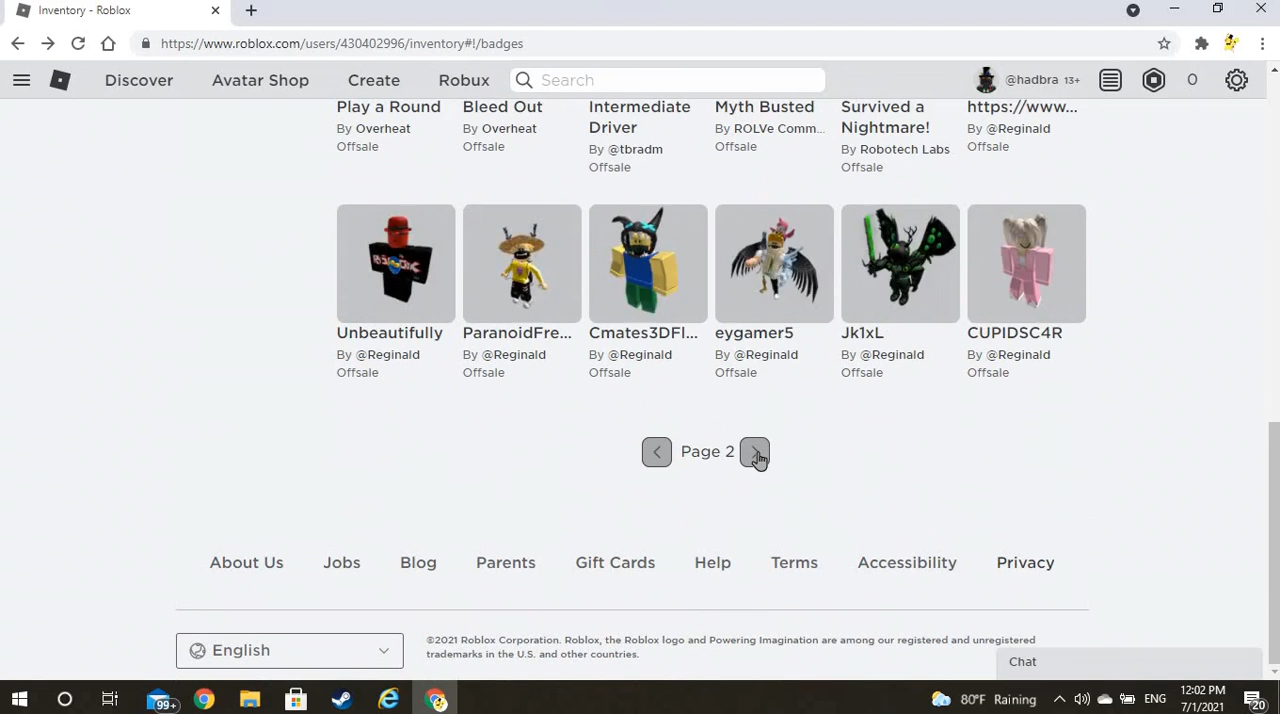 Inventory - Roblox
https://www.roblox.com/users/430402996/inventory#!/badges
Discover Avatar Shop Create Robux Search @hadbra 13+ 0
Play a Round Bleed Out Intermediate Driver Myth Busted Survived a Nightmare! https://www...
By Overheat By Overheat By @tbradm By ROLVe Comm... By Robotech Labs By @Reginald
Offsale Offsale Offsale Offsale Offsale Offsale
Unbeautifully ParanoidFre... Cmates3DFl... eygamer5 Jk1xL CUPIDSC4R
By @Reginald By @Reginald By @Reginald By @Reginald By @Reginald By @Reginald
Offsale Offsale Offsale Offsale Offsale Offsale
Page 2
About Us Jobs Blog Parents Gift Cards Help Terms Accessibility Privacy
English
©2021 Roblox Corporation. Roblox, the Roblox logo and Powering Imagination are among our registered and unregistered
trademarks in the U.S. and other countries.
Chat
99+ 80°F Raining ENG 12:02 PM
7/1/2021 20